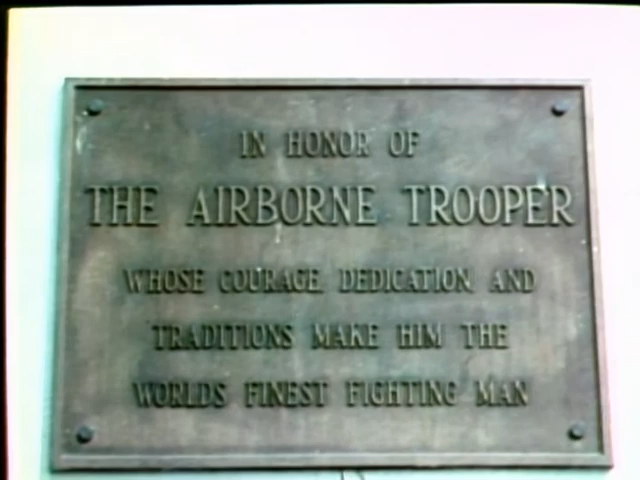 IN HONOR OF
THE AIRBORNE TROOPER
WHOSE COURAGE, DEDICATION, AND
TRADITIONS MAKE HIM THE
WORLDS FINEST FIGHTING MAN